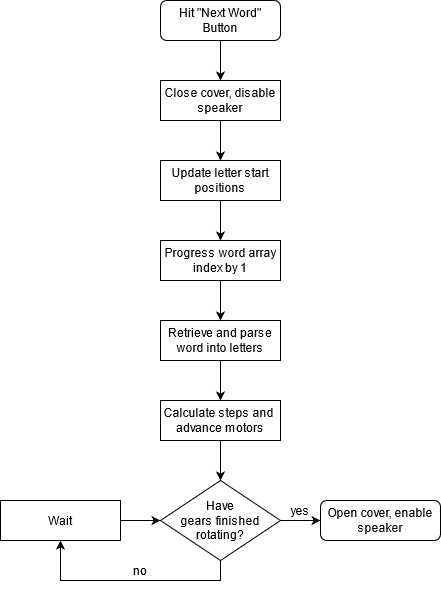 Hit "Next Word"
Button
Close cover, disable
speaker
Update letter start
positions
Progress word array
index by 1
Retrieve and parse
word into letters
Calculate steps and
advance motors
Have
gears finished
rotating?
yes
Open cover, enable
speaker
Wait
no